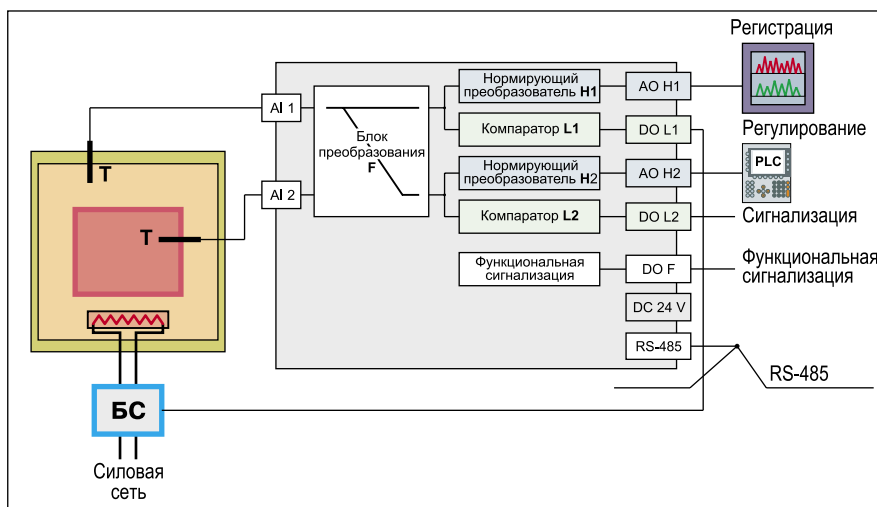 Регистрация
Нормирующий
преобразователь H1
AO H1
AI 1
Компаратор L1
DO L1
Регулирование
Блок
преобразования
F
Нормирующий
преобразователь H2
AO H2
PLC
T
AI 2
Компаратор L2
DO L2
Сигнализация
T
Функциональная
сигнализация
DO F
Функциональная
сигнализация
DC 24 V
RS-485
RS-485
БС
Силовая
сеть